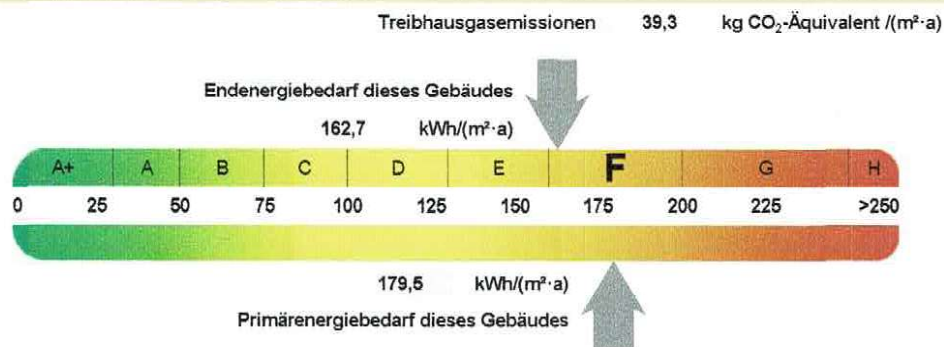 Treibhausgasemissionen 39,3 kg CO₂-Äquivalent /(m²·a)
Endenergiebedarf dieses Gebäudes
162,7 kWh/(m²·a)
A+ A B C D E F G H
0 25 50 75 100 125 150 175 200 225 >250
179,5 kWh/(m²·a)
Primärenergiebedarf dieses Gebäudes